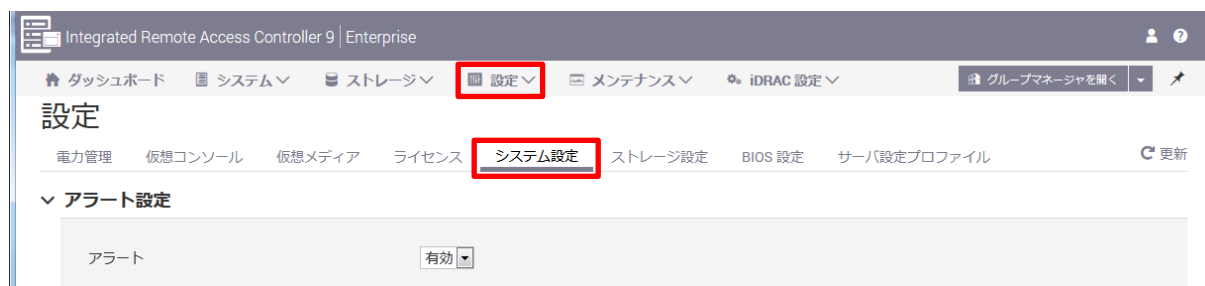 Integrated Remote Access Controller 9 | Enterprise
ダッシュボード システム ストレージ 設定 メンテナンス iDRAC 設定 グループマネージャを開く
設定
電力管理 仮想コンソール 仮想メディア ライセンス システム設定 ストレージ設定 BIOS 設定 サーバ設定プロファイル 更新
アラート設定
アラート 有効